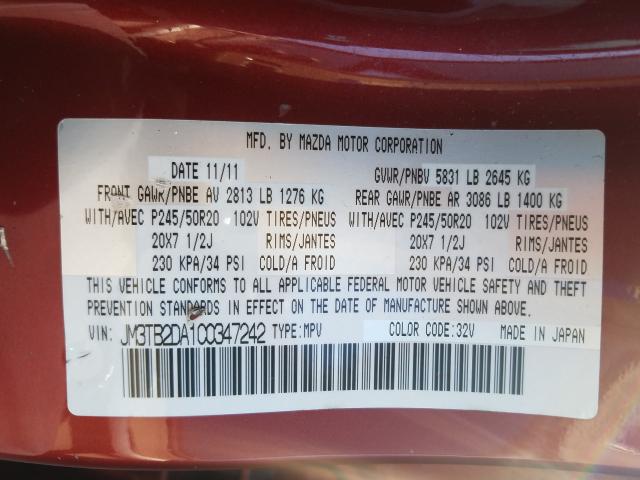 MFD. BY MAZDA MOTOR CORPORATION
DATE 11/11 GVWR/PNBV 5831 LB 2645 KG
FRONT GAWR/PNBE AV 2813 LB 1276 KG REAR GAWR/PNBE AR 3086 LB 1400 KG
WITH/AVEC P245/50R20 102V TIRES/PNEUS WITH/AVEC P245/50R20 102V TIRES/PNEUS
20X7 1/2J RIMS/JANTES 20X7 1/2J RIMS/JANTES
230 KPA/34 PSI COLD/A FROID 230 KPA/34 PSI COLD/A FROID
THIS VEHICLE CONFORMS TO ALL APPLICABLE FEDERAL MOTOR VEHICLE SAFETY AND THEFT
PREVENTION STANDARDS IN EFFECT ON THE DATE OF MANUFACTURE SHOWN ABOVE.
VIN: JM3TB2DA1C0347242 TYPE:MPV COLOR CODE:32V MADE IN JAPAN